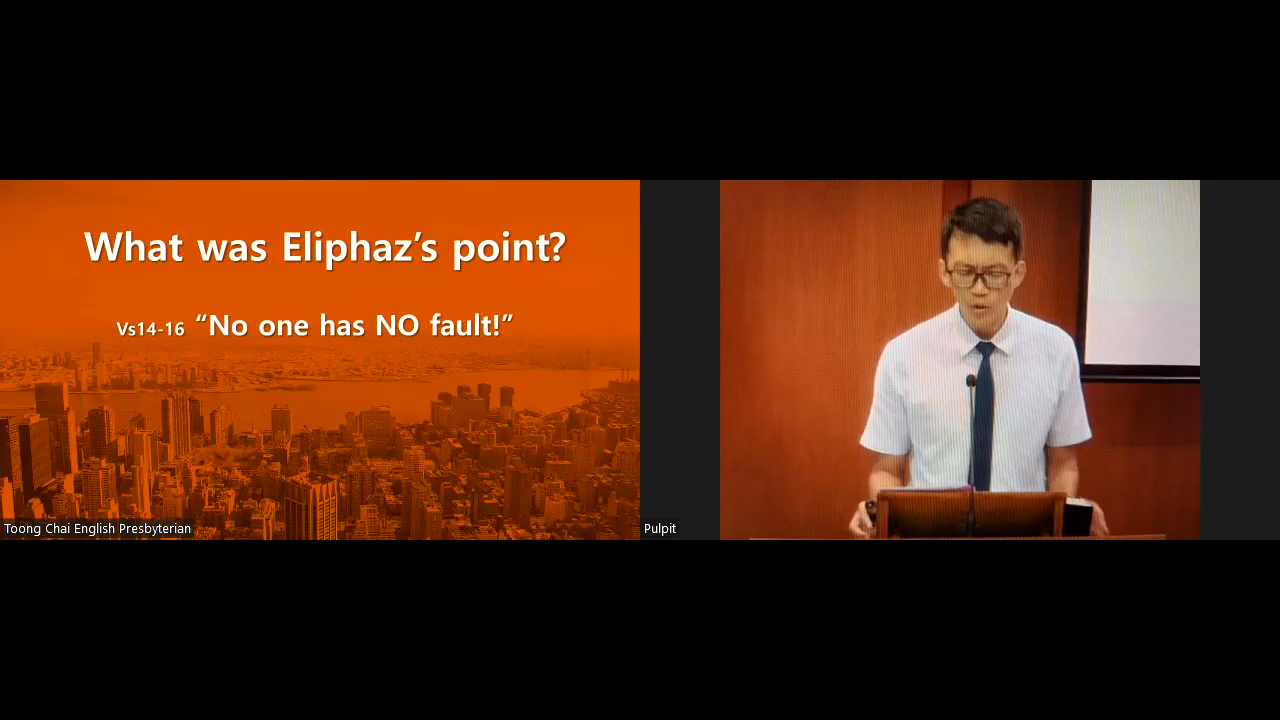 What was Eliphaz’s point?
Vs14-16 “No one has NO fault!”
Toong Chai English Presbyterian
Pulpit